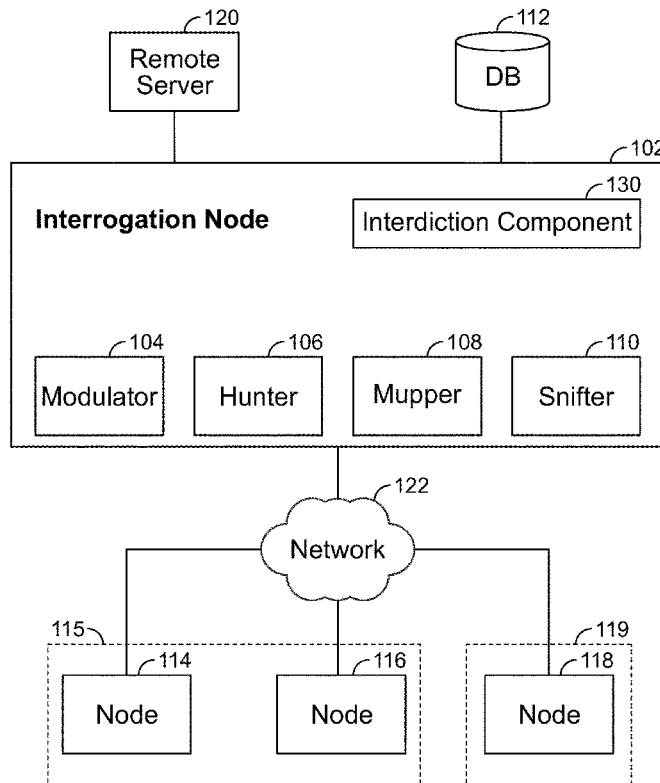 120
112
Remote
Server
DB
102
130
Interrogation Node
Interdiction Component
104
106
108
110
Modulator
Hunter
Mupper
Snifter
122
Network
115
119
114
116
118
Node
Node
Node